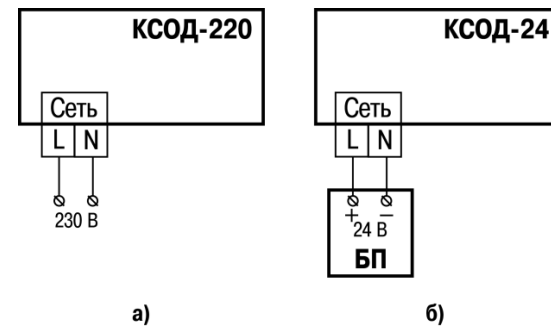 КСОД-220
Сеть
L N
230 В
а)
КСОД-24
Сеть
L N
+ –
24 В
БП
б)